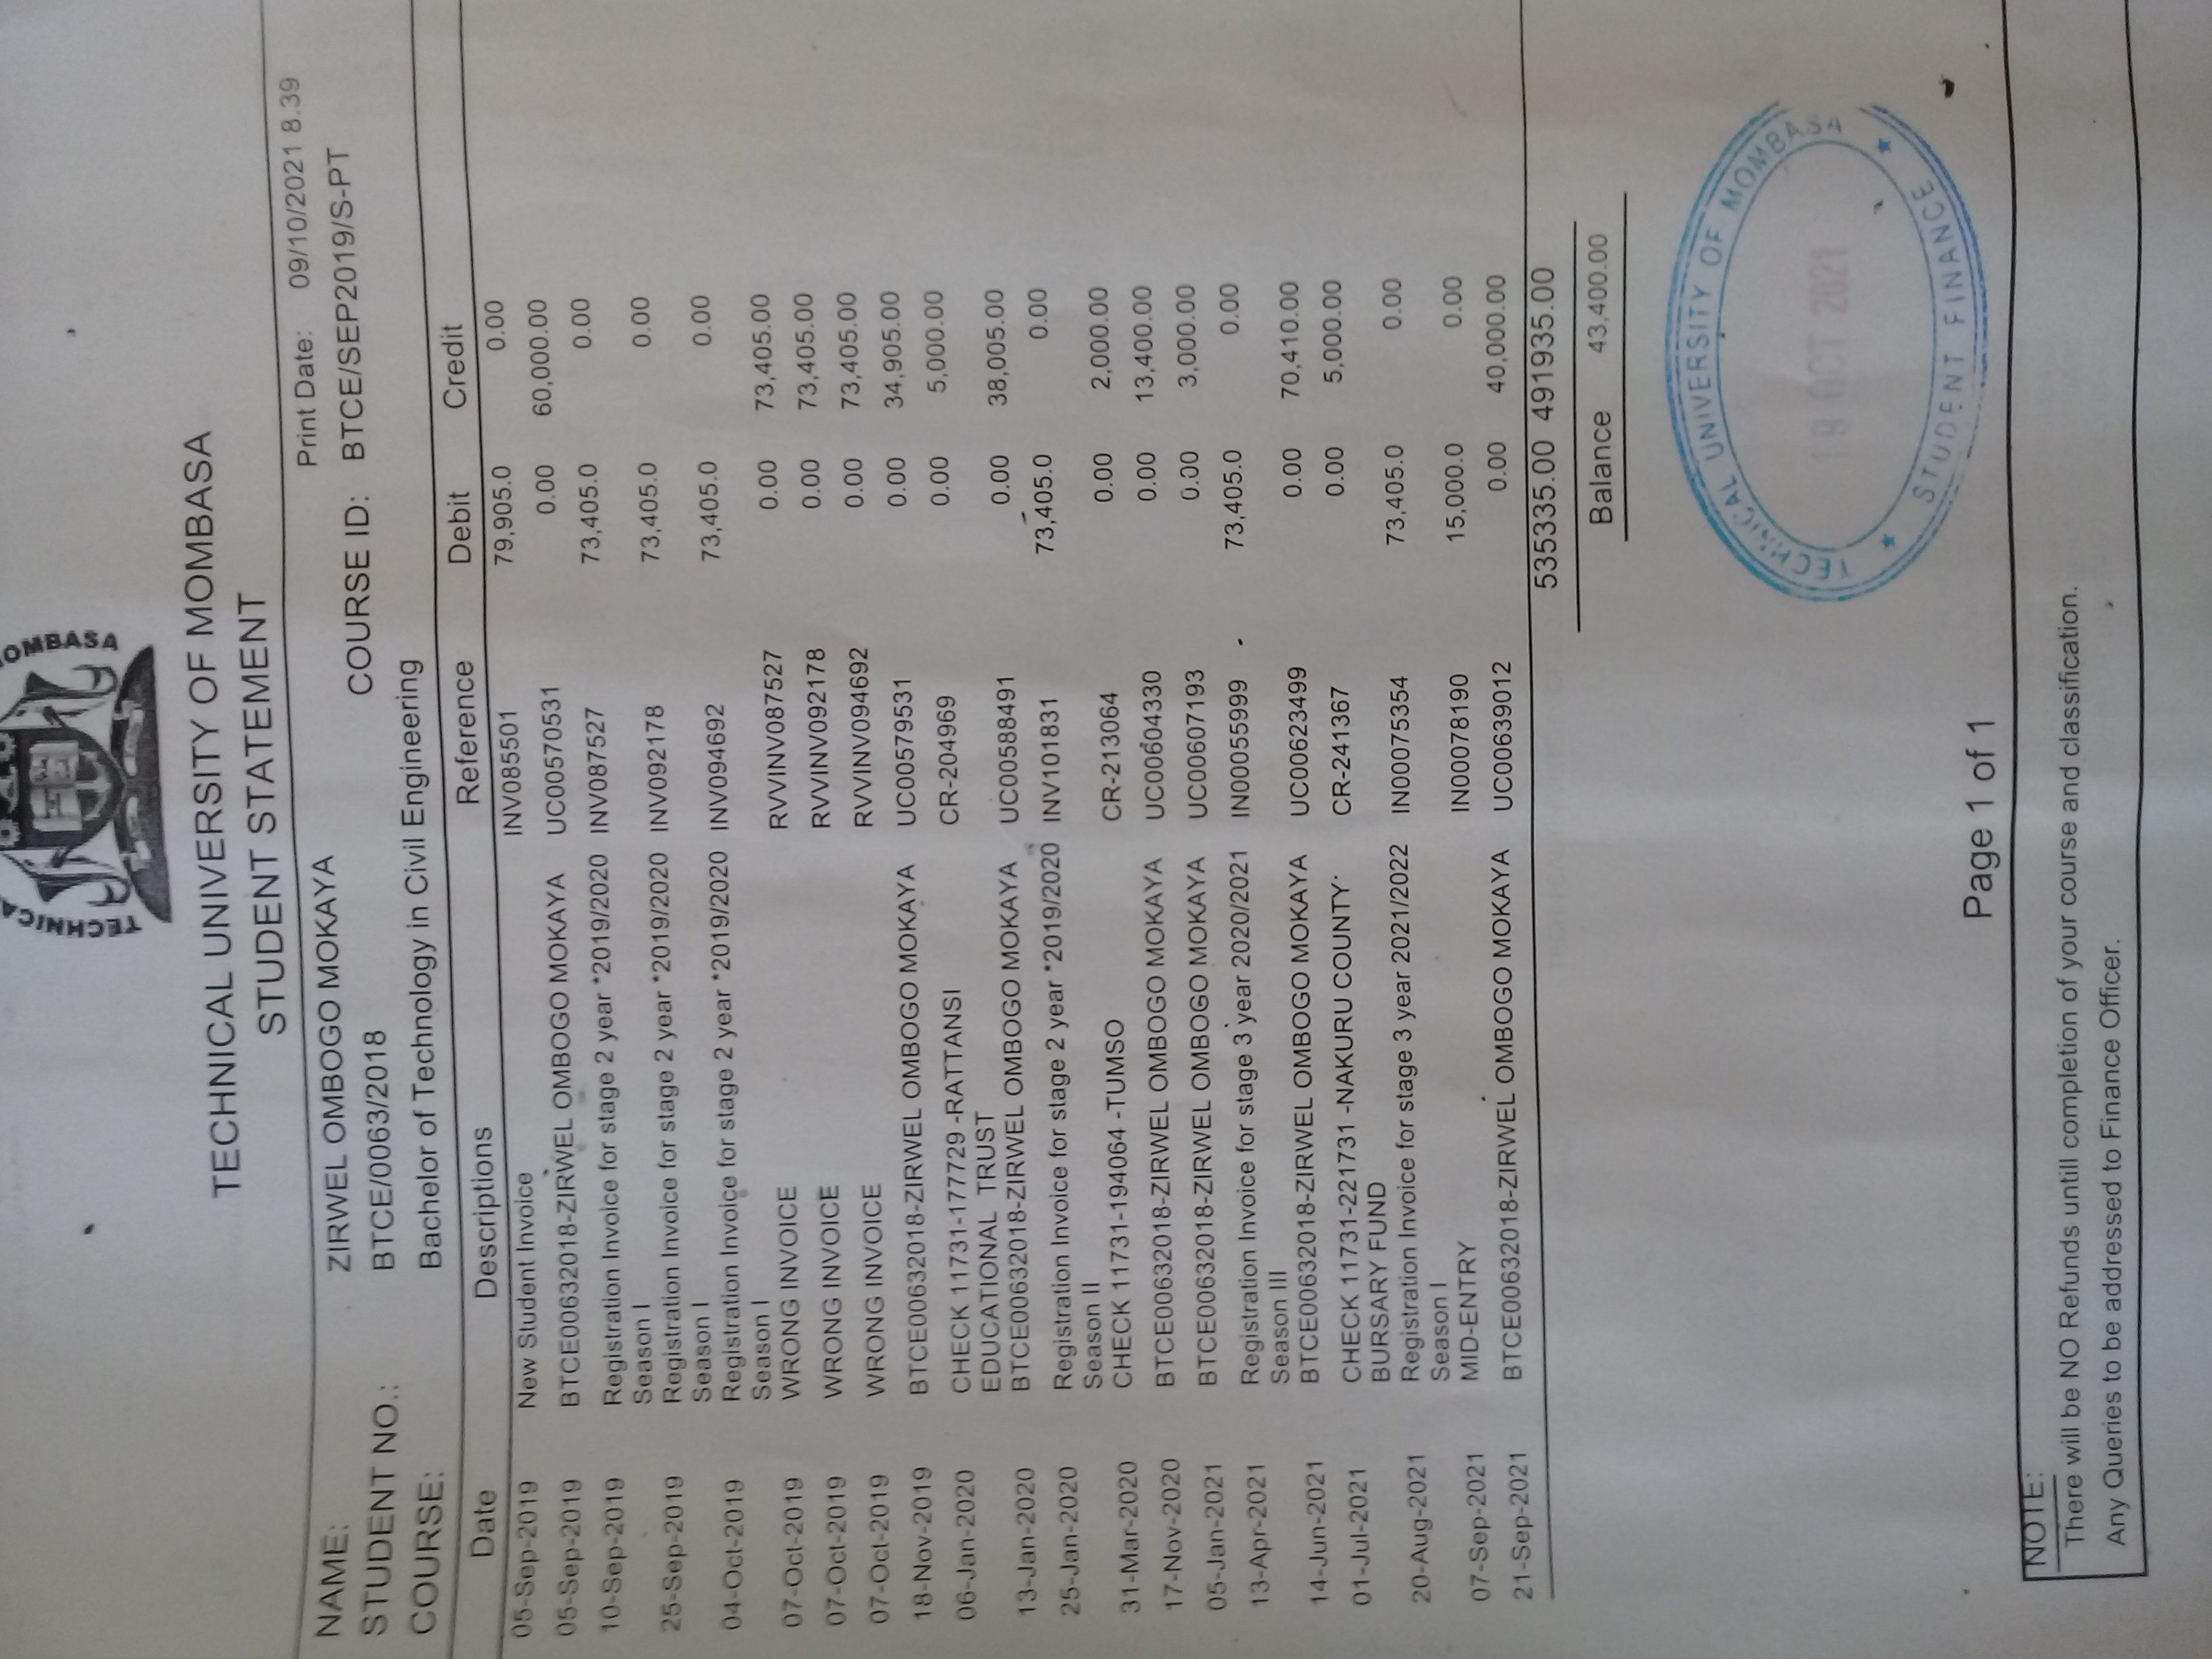 TECHNICA
OMBASA
TECHNICAL UNIVERSITY OF MOMBASA
STUDENT STATEMENT
Print Date: 09/10/2021 8.39
NAME: ZIRWEL OMBOGO MOKAYA
STUDENT NO.: BTCE/0063/2018 COURSE ID: BTCE/SEP2019/S-PT
COURSE: Bachelor of Technology in Civil Engineering
Date Descriptions Reference Debit Credit
05-Sep-2019 New Student Invoice INV085501 79,905.0 0.00
05-Sep-2019 BTCE00632018-ZIRWEL OMBOGO MOKAYA UC00570531 0.00 60,000.00
10-Sep-2019 Registration Invoice for stage 2 year *2019/2020 INV087527 73,405.0 0.00
Season I
25-Sep-2019 Registration Invoice for stage 2 year *2019/2020 INV092178 73,405.0 0.00
Season I
04-Oct-2019 Registration Invoice for stage 2 year *2019/2020 INV094692 73,405.0 0.00
Season I
07-Oct-2019 WRONG INVOICE RVVINV087527 0.00 73,405.00
07-Oct-2019 WRONG INVOICE RVVINV092178 0.00 73,405.00
07-Oct-2019 WRONG INVOICE RVVINV094692 0.00 73,405.00
18-Nov-2019 BTCE00632018-ZIRWEL OMBOGO MOKAYA UC00579531 0.00 34,905.00
06-Jan-2020 CHECK 11731-177729 -RATTANSI CR-204969 0.00 5,000.00
EDUCATIONAL TRUST
13-Jan-2020 BTCE00632018-ZIRWEL OMBOGO MOKAYA UC00588491 0.00 38,005.00
25-Jan-2020 Registration Invoice for stage 2 year *2019/2020 INV101831 73,405.0 0.00
Season II
31-Mar-2020 CHECK 11731-194064 -TUMSO CR-213064 0.00 2,000.00
17-Nov-2020 BTCE00632018-ZIRWEL OMBOGO MOKAYA UC00604330 0.00 13,400.00
05-Jan-2021 BTCE00632018-ZIRWEL OMBOGO MOKAYA UC00607193 0.00 3,000.00
13-Apr-2021 Registration Invoice for stage 3 year 2020/2021 IN00055999 73,405.0 0.00
Season III
14-Jun-2021 BTCE00632018-ZIRWEL OMBOGO MOKAYA UC00623499 0.00 70,410.00
01-Jul-2021 CHECK 11731-221731 -NAKURU COUNTY CR-241367 0.00 5,000.00
BURSARY FUND
20-Aug-2021 Registration Invoice for stage 3 year 2021/2022 IN00075354 73,405.0 0.00
Season I
07-Sep-2021 MID-ENTRY IN00078190 15,000.0 0.00
21-Sep-2021 BTCE00632018-ZIRWEL OMBOGO MOKAYA UC00639012 0.00 40,000.00
535335.00 491935.00
Balance 43,400.00
TECHNICAL UNIVERSITY OF MOMBASA
19 OCT 2021
STUDENT FINANCE
Page 1 of 1
NOTE:
There will be NO Refunds untill completion of your course and classification.
Any Queries to be addressed to Finance Officer.